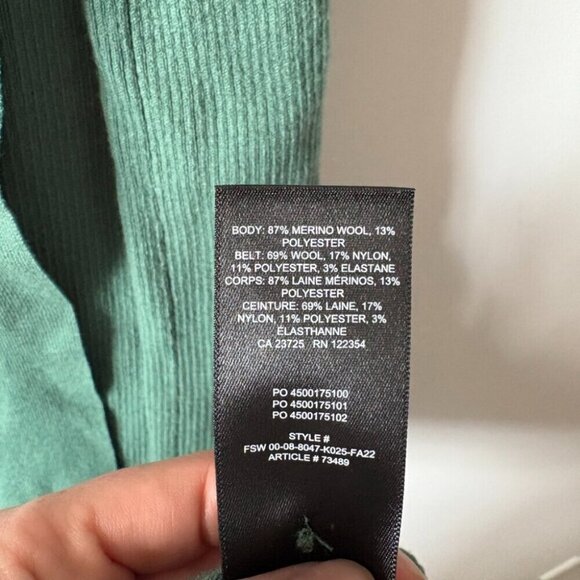 BODY: 87% MERINO WOOL, 13%
POLYESTER
BELT: 69% WOOL, 17% NYLON,
11% POLYESTER, 3% ELASTANE
CORPS: 87% LAINE MÉRINOS, 13%
POLYESTER
CEINTURE: 69% LAINE, 17%
NYLON, 11% POLYESTER, 3%
ÉLASTHANNE
CA 23725 RN 122354
PO 4500175100
PO 4500175101
PO 4500175102
STYLE #
FSW 00-08-8047-K025-FA22
ARTICLE # 73489